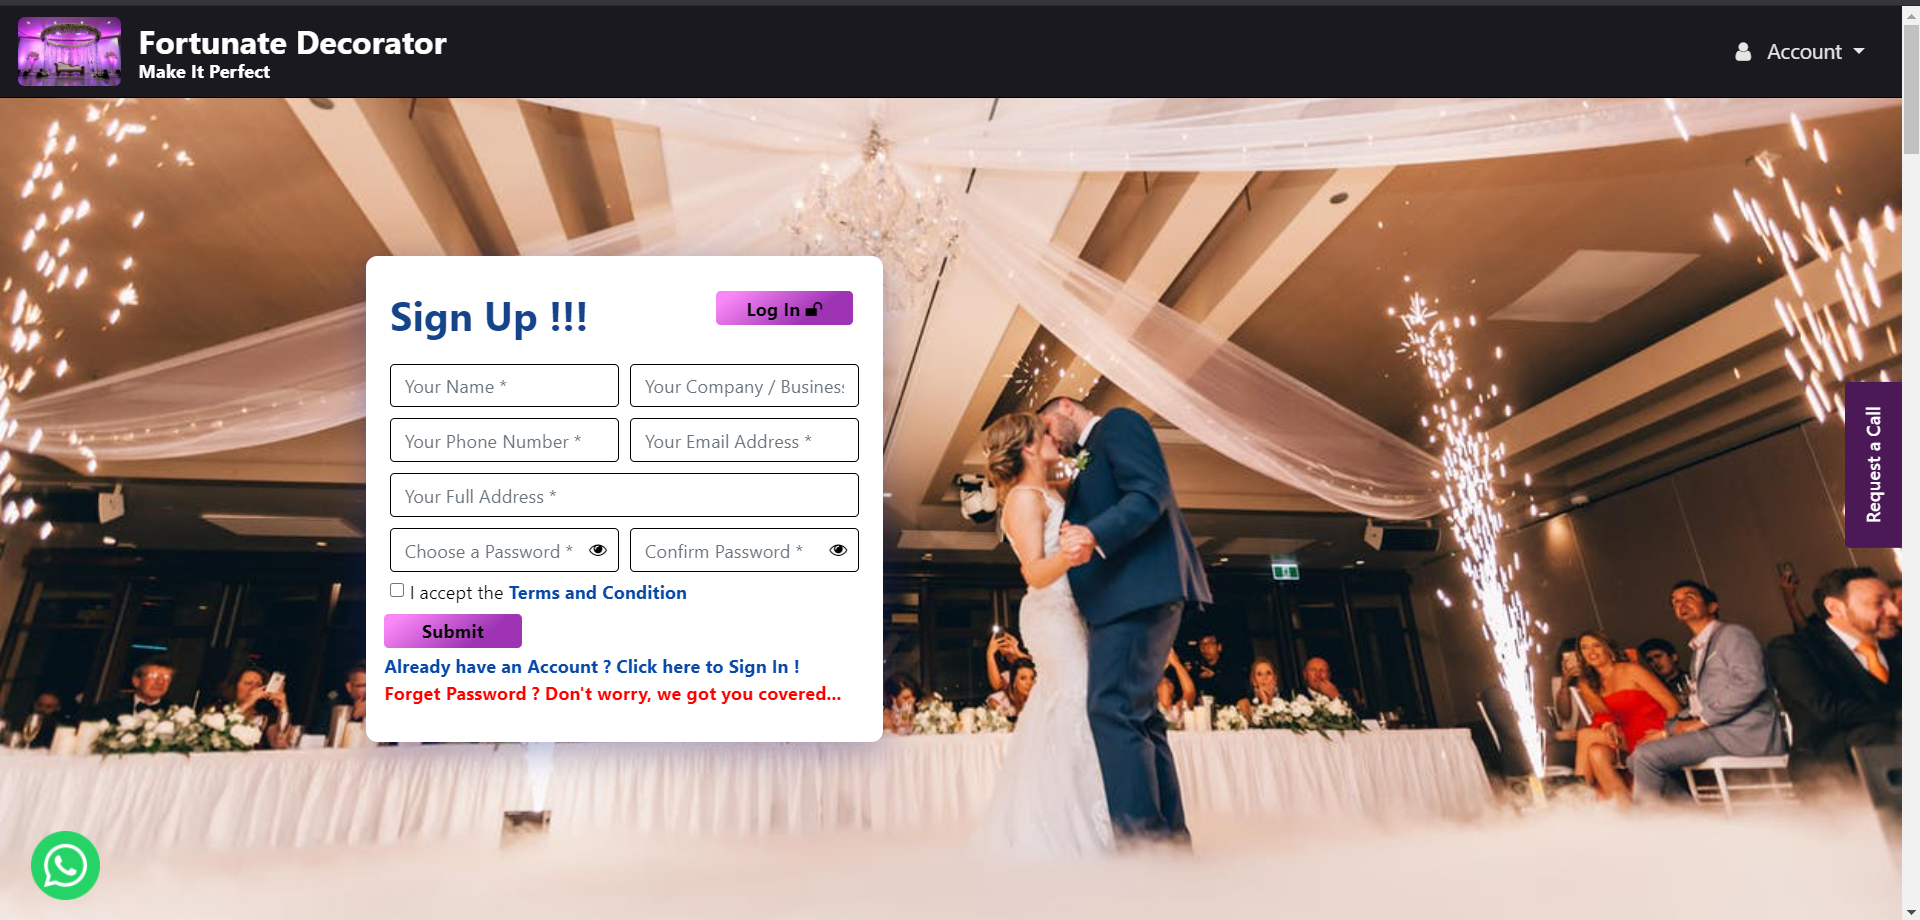 Fortunate Decorator
Make It Perfect
Account
Sign Up !!!
Log In
Your Name *
Your Company / Business
Your Phone Number *
Your Email Address *
Your Full Address *
Choose a Password *
Confirm Password *
I accept the Terms and Condition
Submit
Already have an Account ? Click here to Sign In !
Forget Password ? Don't worry, we got you covered...
Request a Call